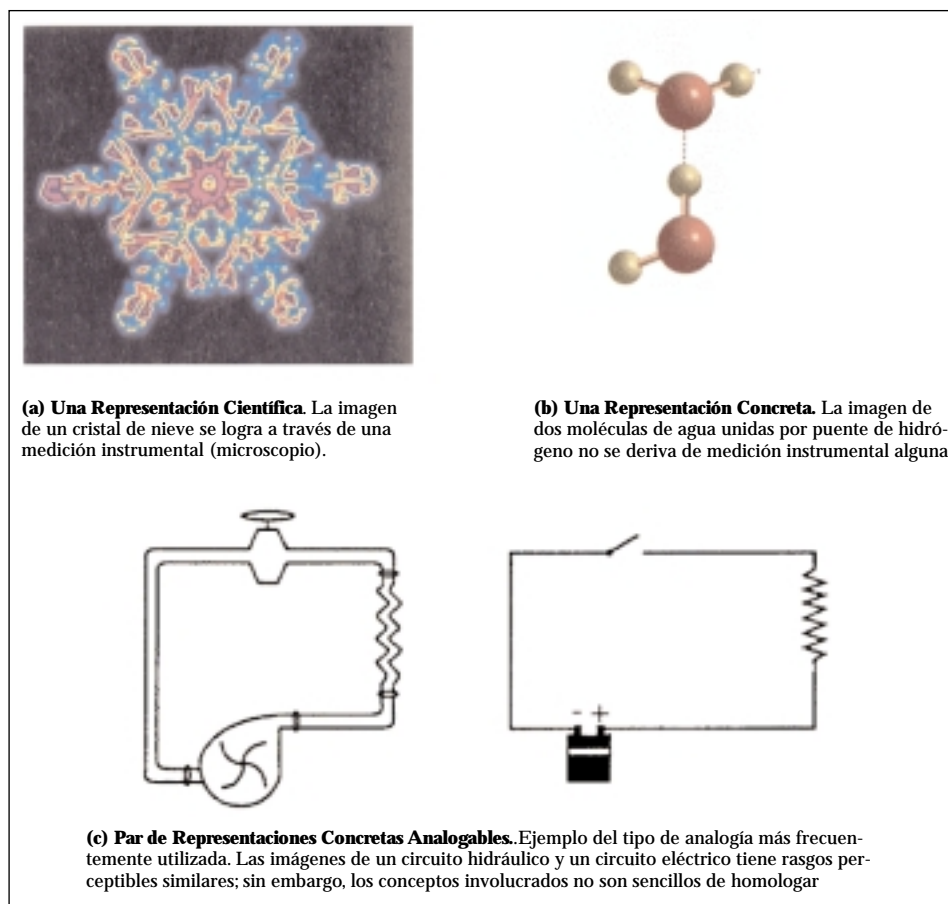 (a) Una Representación Científica. La imagen
de un cristal de nieve se logra a través de una
medición instrumental (microscopio).
(b) Una Representación Concreta. La imagen de
dos moléculas de agua unidas por puente de hidró-
geno no se deriva de medición instrumental alguna
- +
(c) Par de Representaciones Concretas Analogables..Ejemplo del tipo de analogía más frecuen-
temente utilizada. Las imágenes de un circuito hidráulico y un circuito eléctrico tiene rasgos per-
ceptibles similares; sin embargo, los conceptos involucrados no son sencillos de homologar